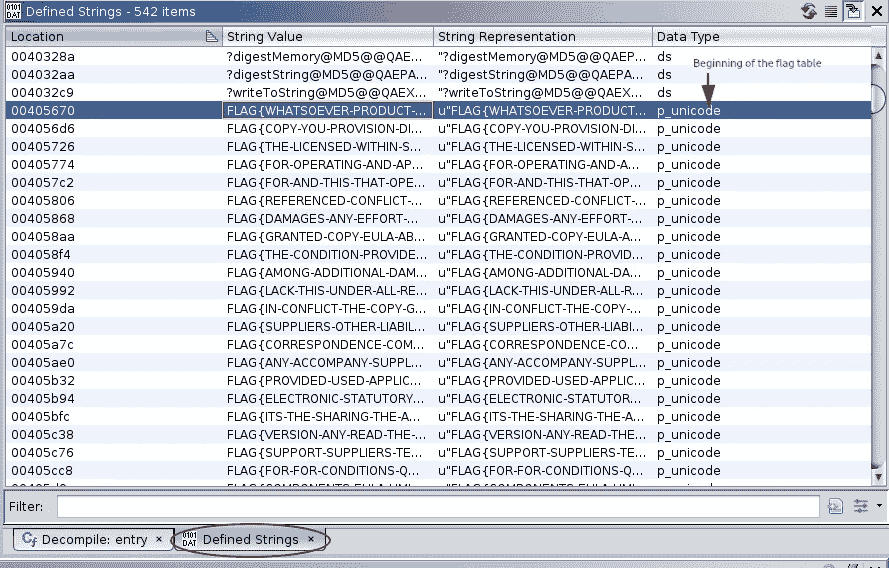 Defined Strings - 542 items
Location String Value String Representation Data Type
Beginning of the flag table
0040328a ?digestMemory@MD5@@QAE... "?digestMemory@MD5@@QAEP... ds
004032aa ?digestString@MD5@@QAEPA... "?digestString@MD5@@QAEPA... ds
004032c9 ?writeToString@MD5@@QAEX... "?writeToString@MD5@@QAEX... ds
00405670 FLAG{WHATSOEVER-PRODUCT-... u"FLAG{WHATSOEVER-PRODUCT... p_unicode
004056d6 FLAG{COPY-YOU-PROVISION-DI... u"FLAG{COPY-YOU-PROVISION-... p_unicode
00405726 FLAG{THE-LICENSED-WITHIN-S... u"FLAG{THE-LICENSED-WITHIN-... p_unicode
00405774 FLAG{FOR-OPERATING-AND-AP... u"FLAG{FOR-OPERATING-AND-A... p_unicode
004057c2 FLAG{FOR-AND-THIS-THAT-OPE... u"FLAG{FOR-AND-THIS-THAT-OP... p_unicode
00405806 FLAG{REFERENCED-CONFLICT-... u"FLAG{REFERENCED-CONFLICT-... p_unicode
00405868 FLAG{DAMAGES-ANY-EFFORT-... u"FLAG{DAMAGES-ANY-EFFORT-... p_unicode
004058aa FLAG{GRANTED-COPY-EULA-AB... u"FLAG{GRANTED-COPY-EULA-A... p_unicode
004058f4 FLAG{THE-CONDITION-PROVIDE... u"FLAG{THE-CONDITION-PROVID... p_unicode
00405940 FLAG{AMONG-ADDITIONAL-DAM... u"FLAG{AMONG-ADDITIONAL-DA... p_unicode
00405992 FLAG{LACK-THIS-UNDER-ALL-RE... u"FLAG{LACK-THIS-UNDER-ALL-R... p_unicode
004059da FLAG{IN-CONFLICT-THE-COPY-G... u"FLAG{IN-CONFLICT-THE-COPY-... p_unicode
00405a20 FLAG{SUPPLIERS-OTHER-LIABIL... u"FLAG{SUPPLIERS-OTHER-LIABI... p_unicode
00405a7c FLAG{CORRESPONDENCE-COM... u"FLAG{CORRESPONDENCE-CO... p_unicode
00405ae0 FLAG{ANY-ACCOMPANY-SUPPL... u"FLAG{ANY-ACCOMPANY-SUPP... p_unicode
00405b32 FLAG{PROVIDED-USED-APPLIC... u"FLAG{PROVIDED-USED-APPLIC... p_unicode
00405b94 FLAG{ELECTRONIC-STATUTORY... u"FLAG{ELECTRONIC-STATUTOR... p_unicode
00405bfc FLAG{ITS-THE-SHARING-THE-A... u"FLAG{ITS-THE-SHARING-THE-A... p_unicode
00405c38 FLAG{VERSION-ANY-READ-THE-... u"FLAG{VERSION-ANY-READ-THE... p_unicode
00405c76 FLAG{SUPPORT-SUPPLIERS-TE... u"FLAG{SUPPORT-SUPPLIERS-T... p_unicode
00405cc8 FLAG{FOR-FOR-CONDITIONS-Q... u"FLAG{FOR-FOR-CONDITIONS-... p_unicode
Filter:
Decompile: entry × Defined Strings ×